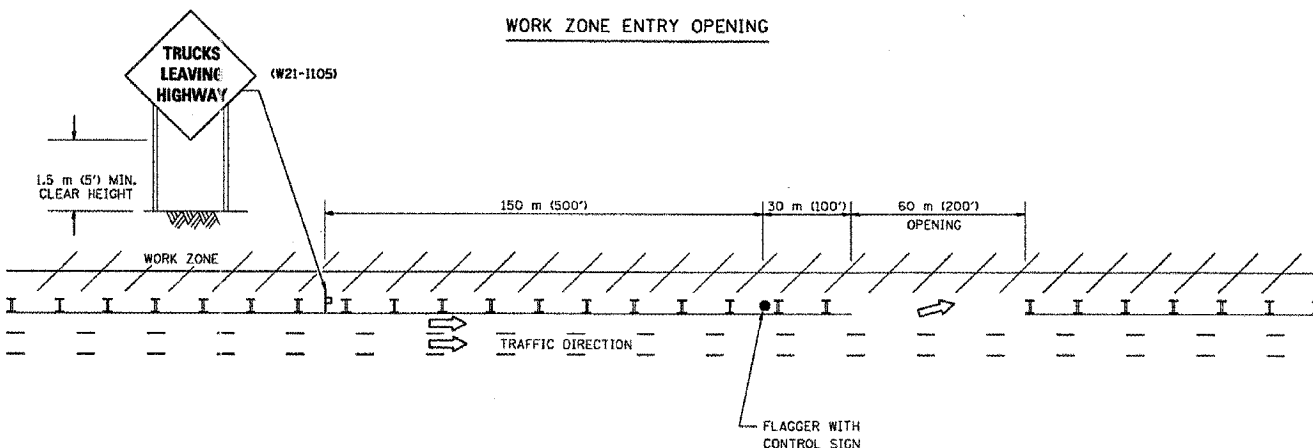 WORK ZONE ENTRY OPENING
TRUCKS
LEAVING
HIGHWAY
(W21-I105)
1.5 m (5') MIN.
CLEAR HEIGHT
150 m (500')
30 m (100')
60 m (200')
OPENING
WORK ZONE
TRAFFIC DIRECTION
FLAGGER WITH
CONTROL SIGN